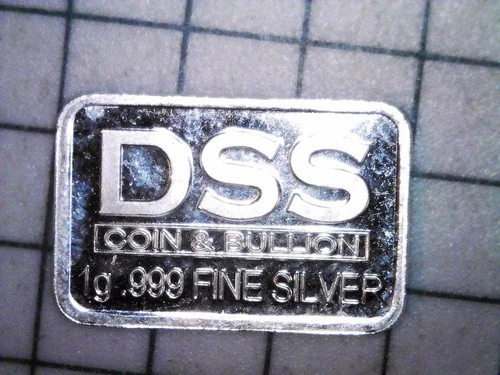 DSS
COIN & BULLION
1g .999 FINE SILVER